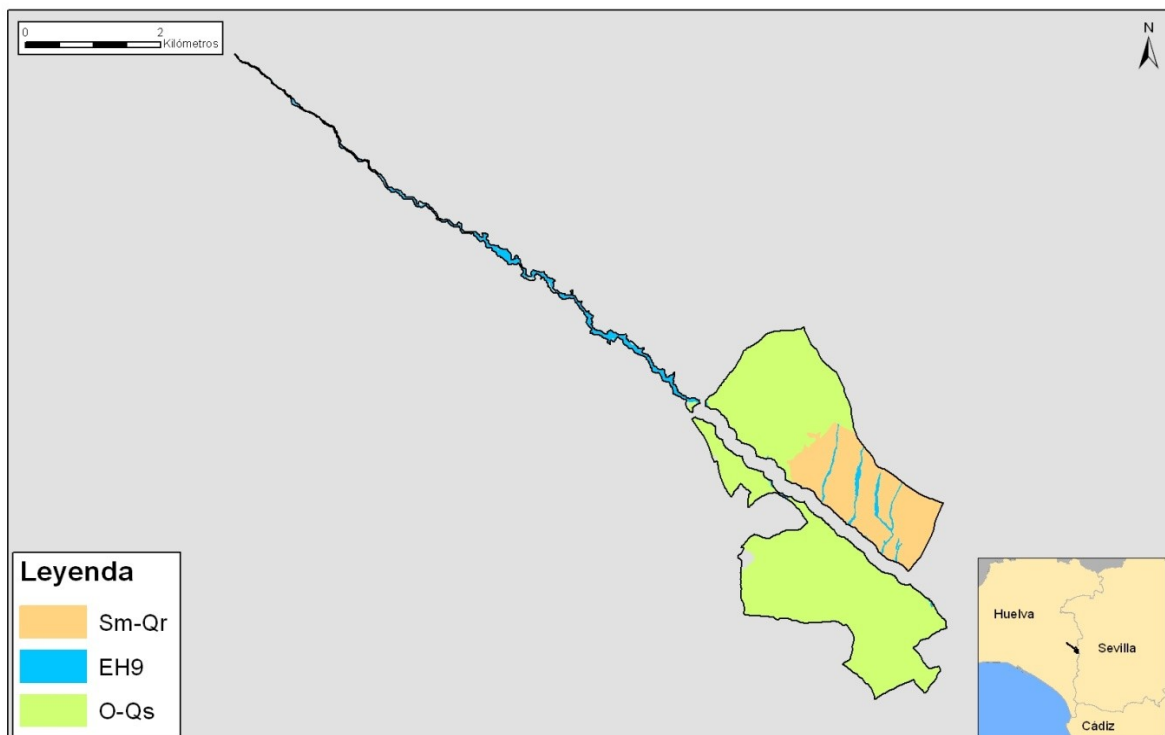 0 2
Kilómetros
N
Leyenda
Sm-Qr
EH9
O-Qs
Huelva
Sevilla
Cádiz